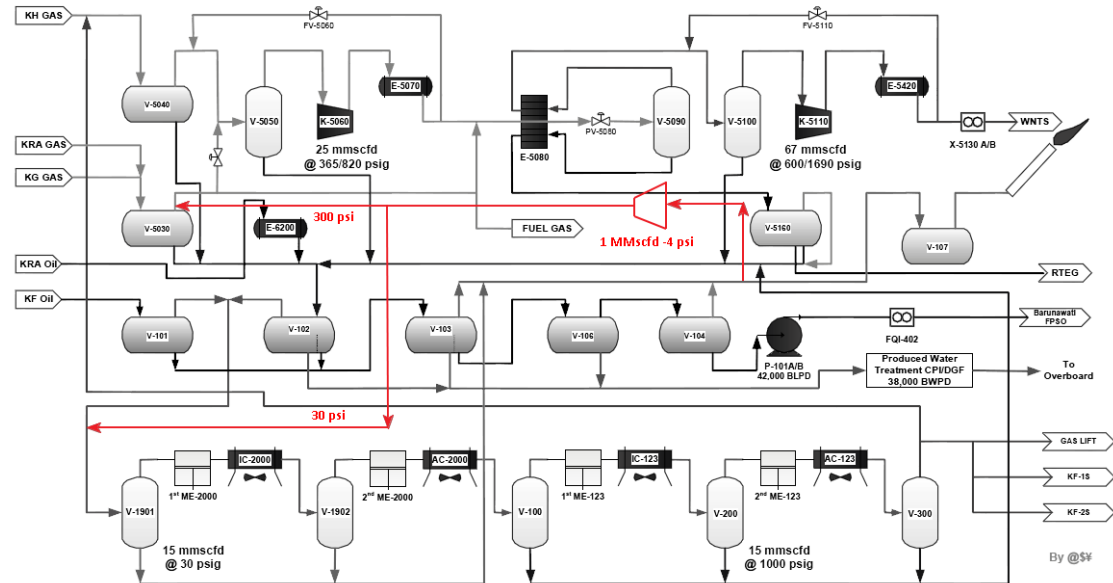 KH GAS
FV-5060
FV-5110
V-5040
V-5050
E-5070
K-5060
25 mmscfd
@ 365/820 psig
E-5080
PV-5080
V-5090
V-5100
K-5110
67 mmscfd
@ 600/1690 psig
E-5420
X-5130 A/B
WNTS
KRA GAS
KG GAS
V-5030
300 psi
E-6200
FUEL GAS
1 MMscfd -4 psi
V-5160
V-107
RTEG
KRA Oil
KF Oil
V-101
V-102
V-103
V-106
V-104
P-101A/B
42,000 BLPD
FQI-402
Barunawati
FPSO
Produced Water
Treatment CPI/DGF
38,000 BWPD
To
Overboard
30 psi
V-1901
1st ME-2000
IC-2000
V-1902
2nd ME-2000
AC-2000
V-100
1st ME-123
IC-123
V-200
2nd ME-123
AC-123
V-300
15 mmscfd
@ 30 psig
15 mmscfd
@ 1000 psig
GAS LIFT
KF-1S
KF-2S
By @$¥